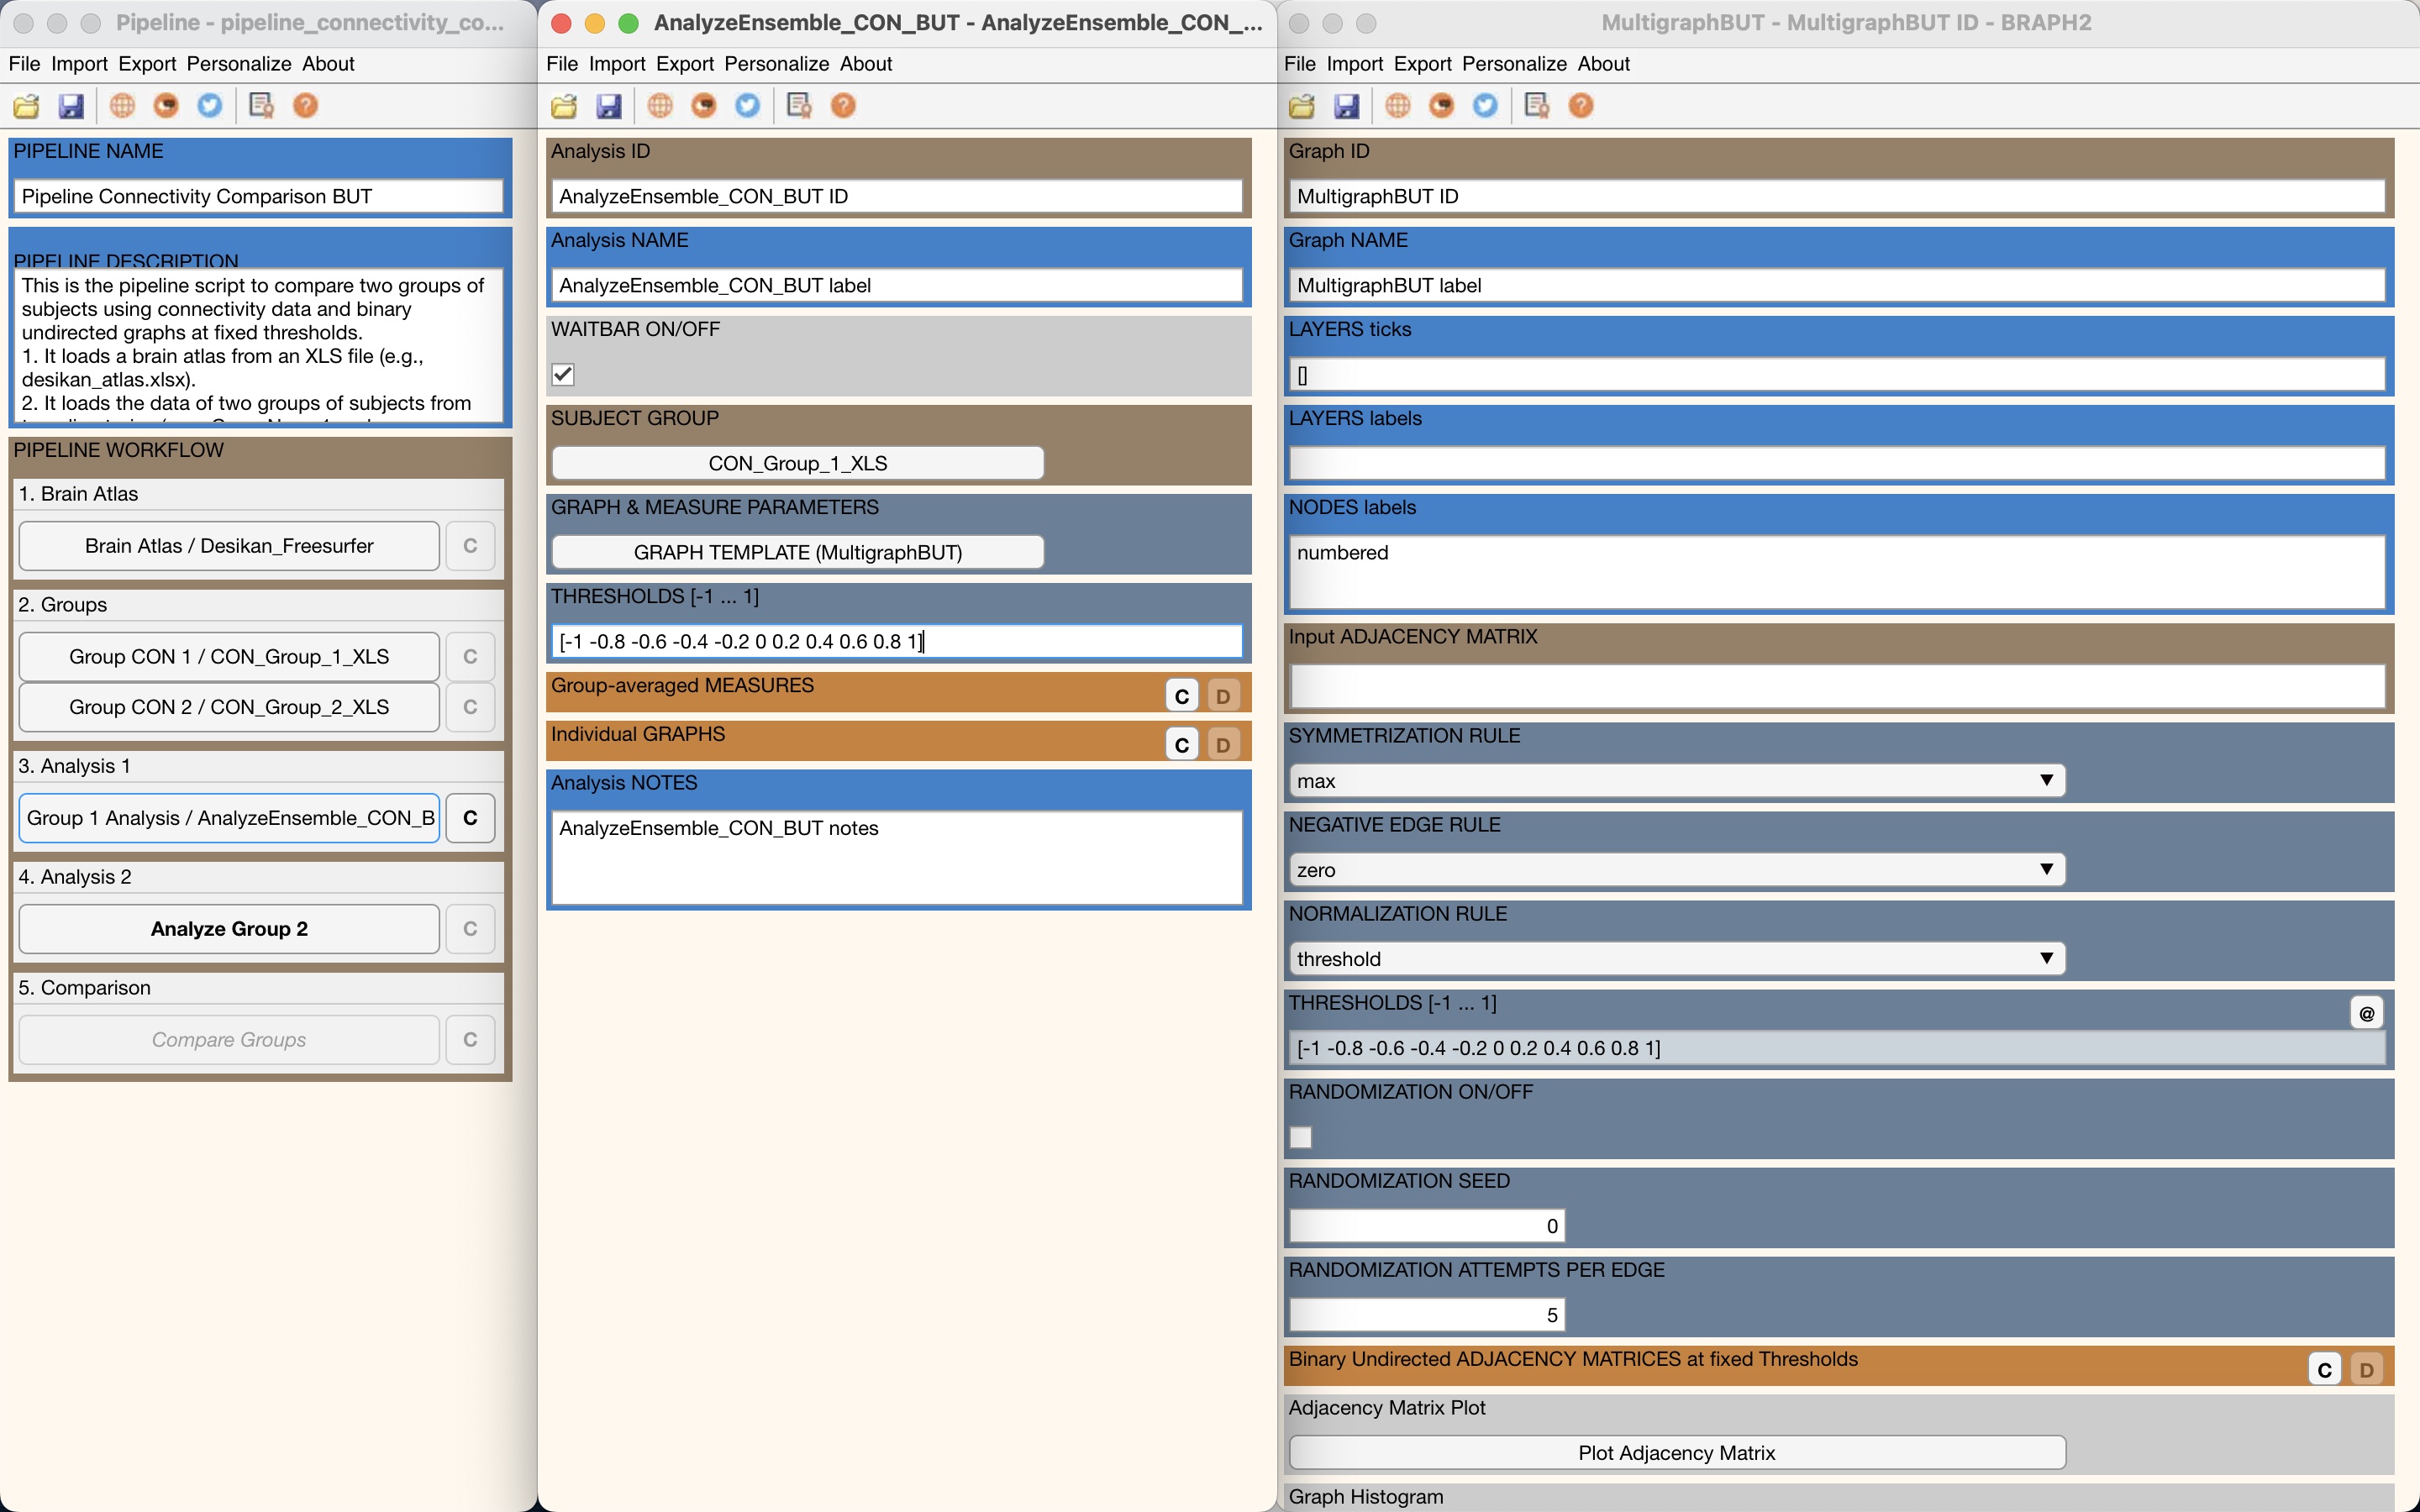 Pipeline - pipeline_connectivity_co...
File Import Export Personalize About
PIPELINE NAME
Pipeline Connectivity Comparison BUT
PIPELINE DESCRIPTION
This is the pipeline script to compare two groups of
subjects using connectivity data and binary
undirected graphs at fixed thresholds.
1. It loads a brain atlas from an XLS file (e.g.,
desikan_atlas.xlsx).
2. It loads the data of two groups of subjects from
PIPELINE WORKFLOW
1. Brain Atlas
Brain Atlas / Desikan_Freesurfer C
2. Groups
Group CON 1 / CON_Group_1_XLS C
Group CON 2 / CON_Group_2_XLS C
3. Analysis 1
Group 1 Analysis / AnalyzeEnsemble_CON_B C
4. Analysis 2
Analyze Group 2 C
5. Comparison
Compare Groups C
AnalyzeEnsemble_CON_BUT - AnalyzeEnsemble_CON_...
File Import Export Personalize About
Analysis ID
AnalyzeEnsemble_CON_BUT ID
Analysis NAME
AnalyzeEnsemble_CON_BUT label
WAITBAR ON/OFF
SUBJECT GROUP
CON_Group_1_XLS
GRAPH & MEASURE PARAMETERS
GRAPH TEMPLATE (MultigraphBUT)
THRESHOLDS [-1 ... 1]
[-1 -0.8 -0.6 -0.4 -0.2 0 0.2 0.4 0.6 0.8 1]
Group-averaged MEASURES C D
Individual GRAPHS C D
Analysis NOTES
AnalyzeEnsemble_CON_BUT notes
MultigraphBUT - MultigraphBUT ID - BRAPH2
File Import Export Personalize About
Graph ID
MultigraphBUT ID
Graph NAME
MultigraphBUT label
LAYERS ticks
[]
LAYERS labels
NODES labels
numbered
Input ADJACENCY MATRIX
SYMMETRIZATION RULE
max
NEGATIVE EDGE RULE
zero
NORMALIZATION RULE
threshold
THRESHOLDS [-1 ... 1] @
[-1 -0.8 -0.6 -0.4 -0.2 0 0.2 0.4 0.6 0.8 1]
RANDOMIZATION ON/OFF
RANDOMIZATION SEED
0
RANDOMIZATION ATTEMPTS PER EDGE
5
Binary Undirected ADJACENCY MATRICES at fixed Thresholds C D
Adjacency Matrix Plot
Plot Adjacency Matrix
Graph Histogram